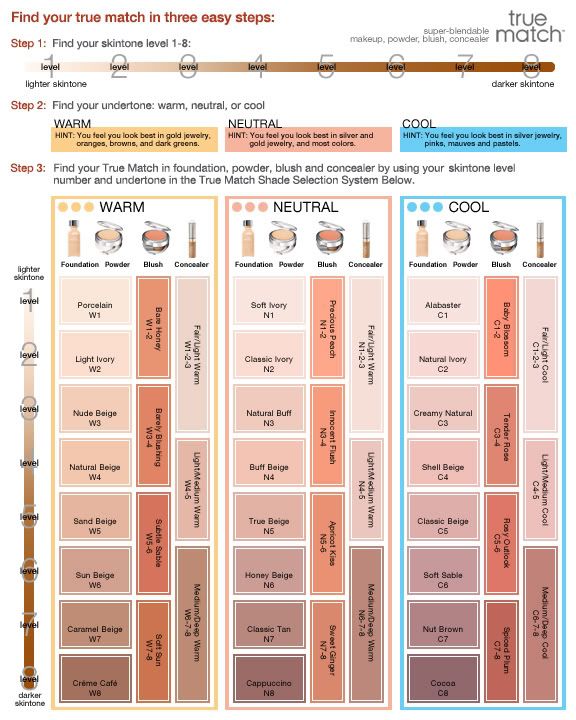 Find your true match in three easy steps:
true
match™
super-blendable
makeup, powder, blush, concealer
Step 1: Find your skintone level 1-8:
1 level 2 level 3 level 4 level 5 level 6 level 7 level 8 level
lighter skintone
darker skintone
Step 2: Find your undertone: warm, neutral, or cool
WARM
HINT: You feel you look best in gold jewelry,
oranges, browns, and dark greens.
NEUTRAL
HINT: You feel you look best in silver and
gold jewelry, and most colors.
COOL
HINT: You feel you look best in silver jewelry,
pinks, mauves and pastels.
Step 3: Find your True Match in foundation, powder, blush and concealer by using your skintone level
number and undertone in the True Match Shade Selection System Below.
lighter
skintone
1 level
2 level
3 level
4 level
5 level
6 level
7 level
8 level
darker
skintone
WARM
Foundation Powder Blush Concealer
Porcelain
W1
Light Ivory
W2
Nude Beige
W3
Natural Beige
W4
Sand Beige
W5
Sun Beige
W6
Caramel Beige
W7
Créme Café
W8
Bare Honey
W1-2
Barely Blushing
W3-4
Subtle Sable
W5-6
Soft Sun
W7-8
Fair/Light Warm
W1-2-3
Light/Medium Warm
W4-5
Medium/Deep Warm
W6-7-8
NEUTRAL
Foundation Powder Blush Concealer
Soft Ivory
N1
Classic Ivory
N2
Natural Buff
N3
Buff Beige
N4
True Beige
N5
Honey Beige
N6
Classic Tan
N7
Cappuccino
N8
Precious Peach
N1-2
Innocent Flush
N3-4
Apricot Kiss
N5-6
Sweet Ginger
N7-8
Fair/Light Warm
N1-2-3
Light/Medium Warm
N4-5
Medium/Deep Warm
N6-7-8
COOL
Foundation Powder Blush Concealer
Alabaster
C1
Natural Ivory
C2
Creamy Natural
C3
Shell Beige
C4
Classic Beige
C5
Soft Sable
C6
Nut Brown
C7
Cocoa
C8
Baby Blossom
C1-2
Tender Rose
C3-4
Rosy Outlook
C5-6
Spiced Plum
C7-8
Fair/Light Cool
C1-2-3
Light/Medium Cool
C4-5
Medium/Deep Cool
C6-7-8